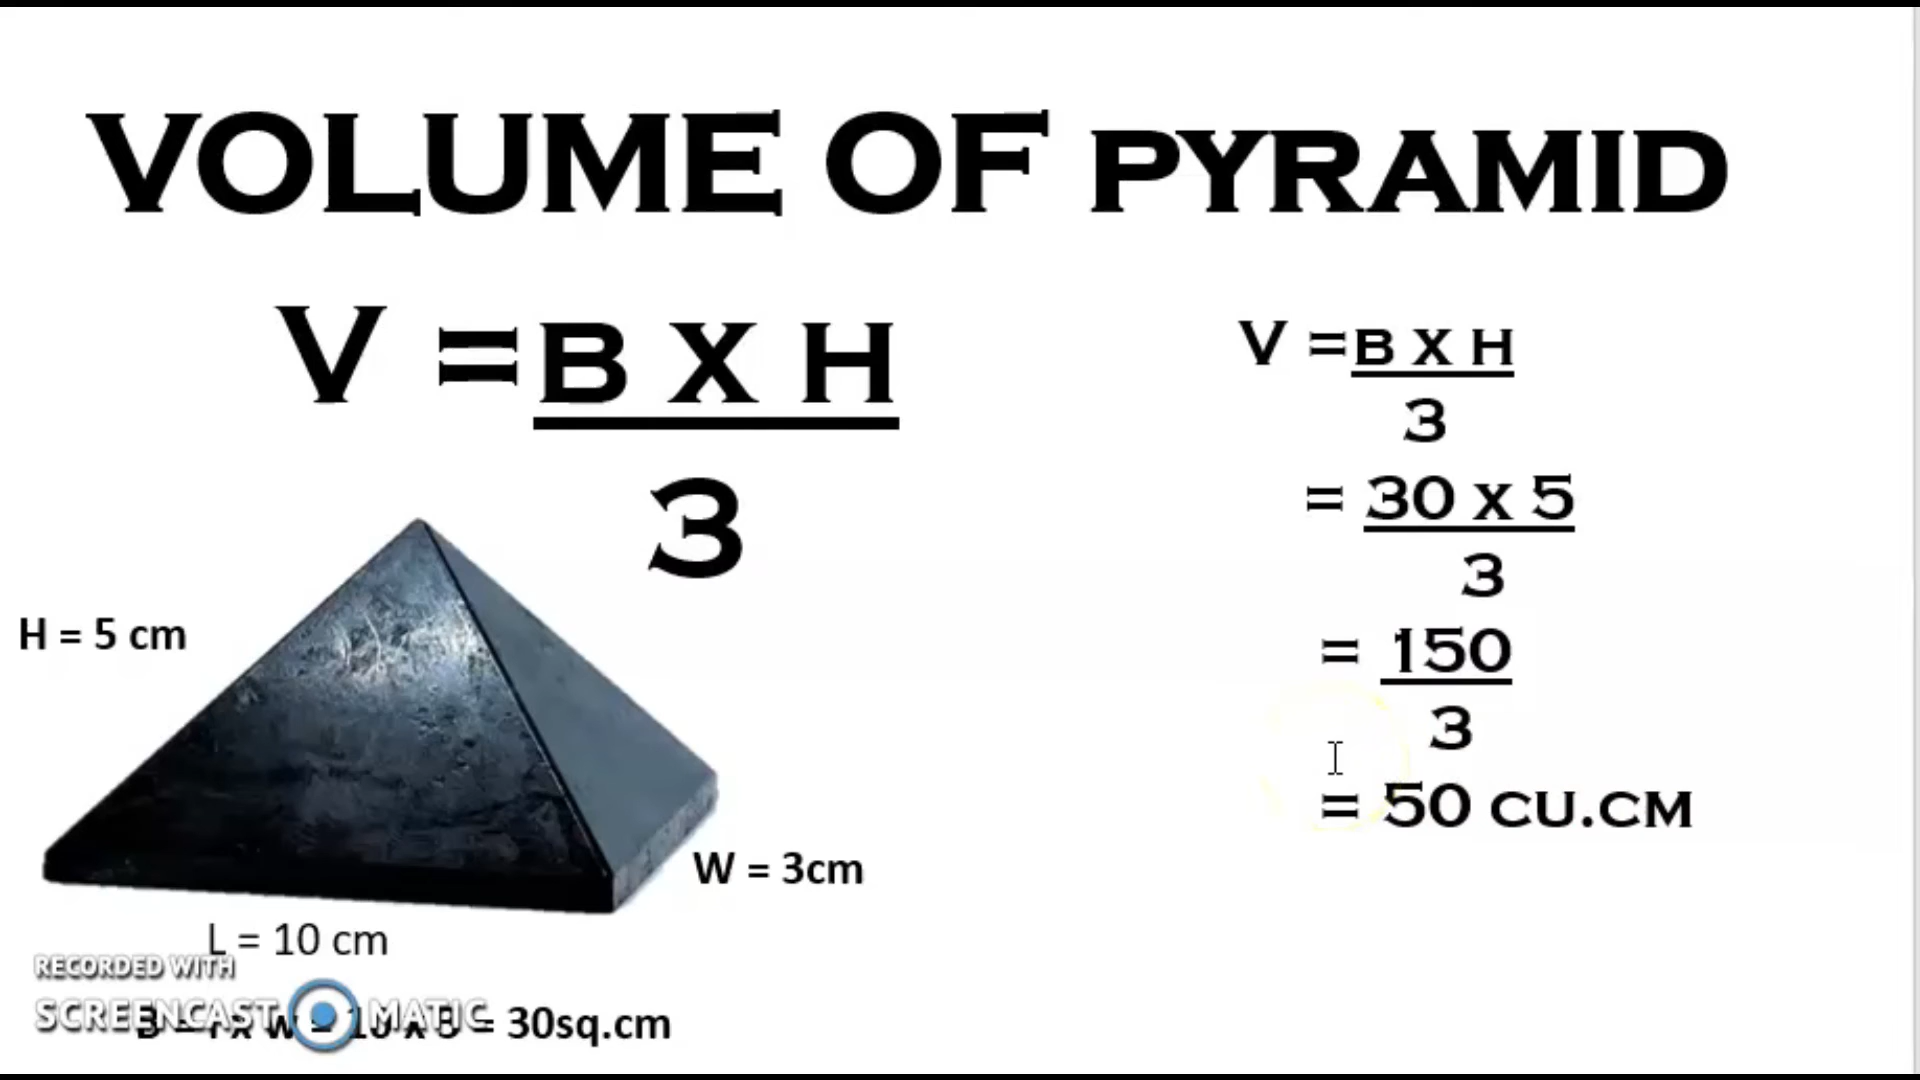 VOLUME OF PYRAMID
V = B X H
3
H = 5 cm
W = 3cm
L = 10 cm
= 30sq.cm
V = B X H
3
= 30 X 5
3
= 150
3
= 50 CU.CM
RECORDED WITH
SCREENCAST MATIC